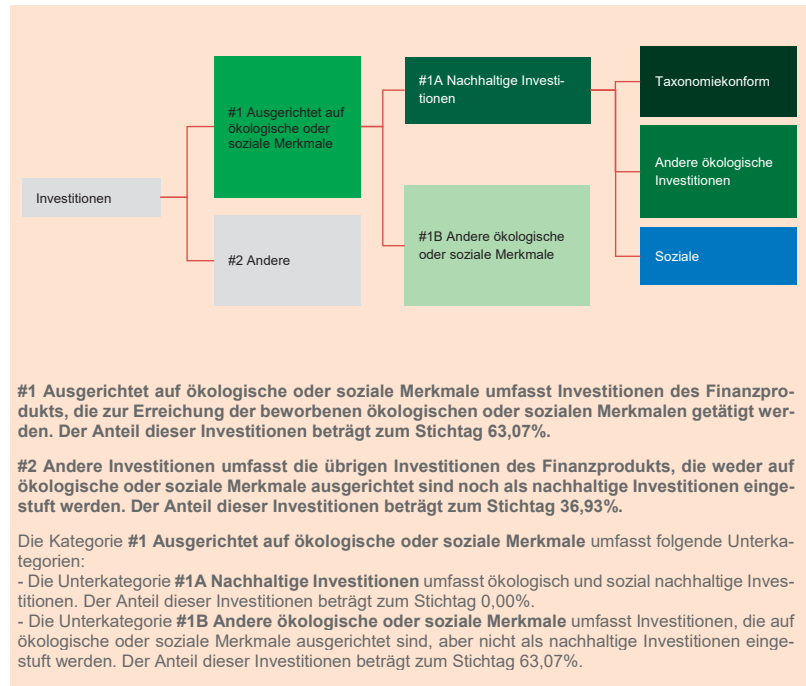 Investitionen
#1 Ausgerichtet auf
ökologische oder
soziale Merkmale
#2 Andere
#1A Nachhaltige Investi-
tionen
#1B Andere ökologische
oder soziale Merkmale
Taxonomiekonform
Andere ökologische
Investitionen
Soziale
#1 Ausgerichtet auf ökologische oder soziale Merkmale umfasst Investitionen des Finanzpro-
dukts, die zur Erreichung der beworbenen ökologischen oder sozialen Merkmalen getätigt wer-
den. Der Anteil dieser Investitionen beträgt zum Stichtag 63,07%.
#2 Andere Investitionen umfasst die übrigen Investitionen des Finanzprodukts, die weder auf
ökologische oder soziale Merkmale ausgerichtet sind noch als nachhaltige Investitionen einge-
stuft werden. Der Anteil dieser Investitionen beträgt zum Stichtag 36,93%.
Die Kategorie #1 Ausgerichtet auf ökologische oder soziale Merkmale umfasst folgende Unterka-
tegorien:
- Die Unterkategorie #1A Nachhaltige Investitionen umfasst ökologisch und sozial nachhaltige Inves-
titionen. Der Anteil dieser Investitionen beträgt zum Stichtag 0,00%.
- Die Unterkategorie #1B Andere ökologische oder soziale Merkmale umfasst Investitionen, die auf
ökologische oder soziale Merkmale ausgerichtet sind, aber nicht als nachhaltige Investitionen einge-
stuft werden. Der Anteil dieser Investitionen beträgt zum Stichtag 63,07%.